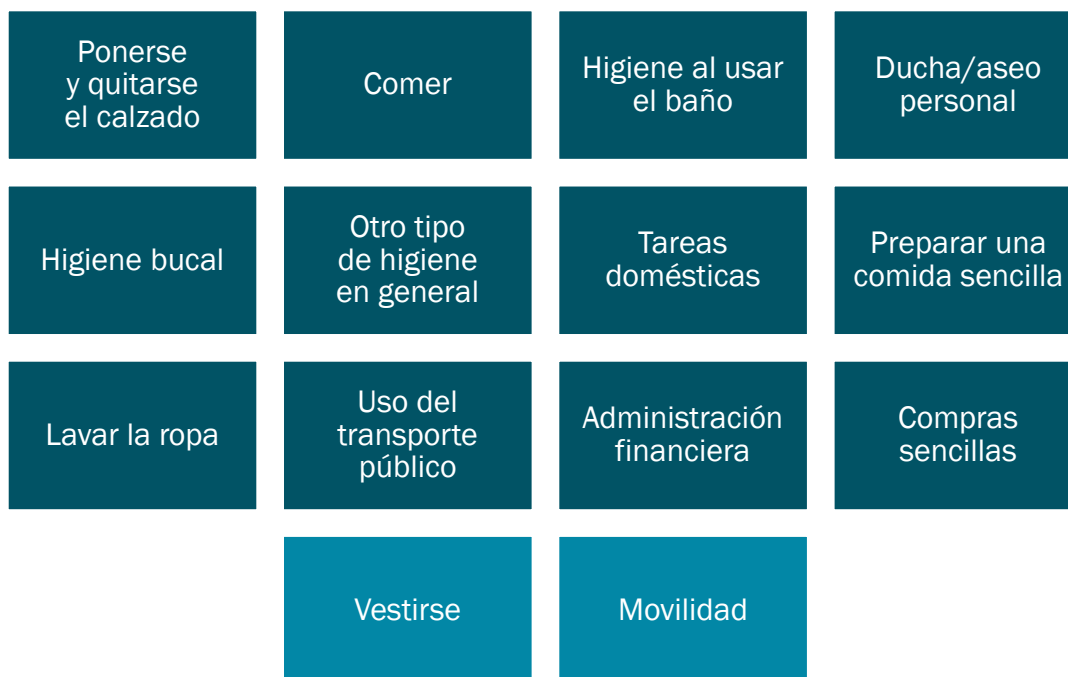 Ponerse
y quitarse
el calzado
Comer
Higiene al usar
el baño
Ducha/aseo
personal
Higiene bucal
Otro tipo
de higiene
en general
Tareas
domésticas
Preparar una
comida sencilla
Lavar la ropa
Uso del
transporte
público
Administración
financiera
Compras
sencillas
Vestirse
Movilidad